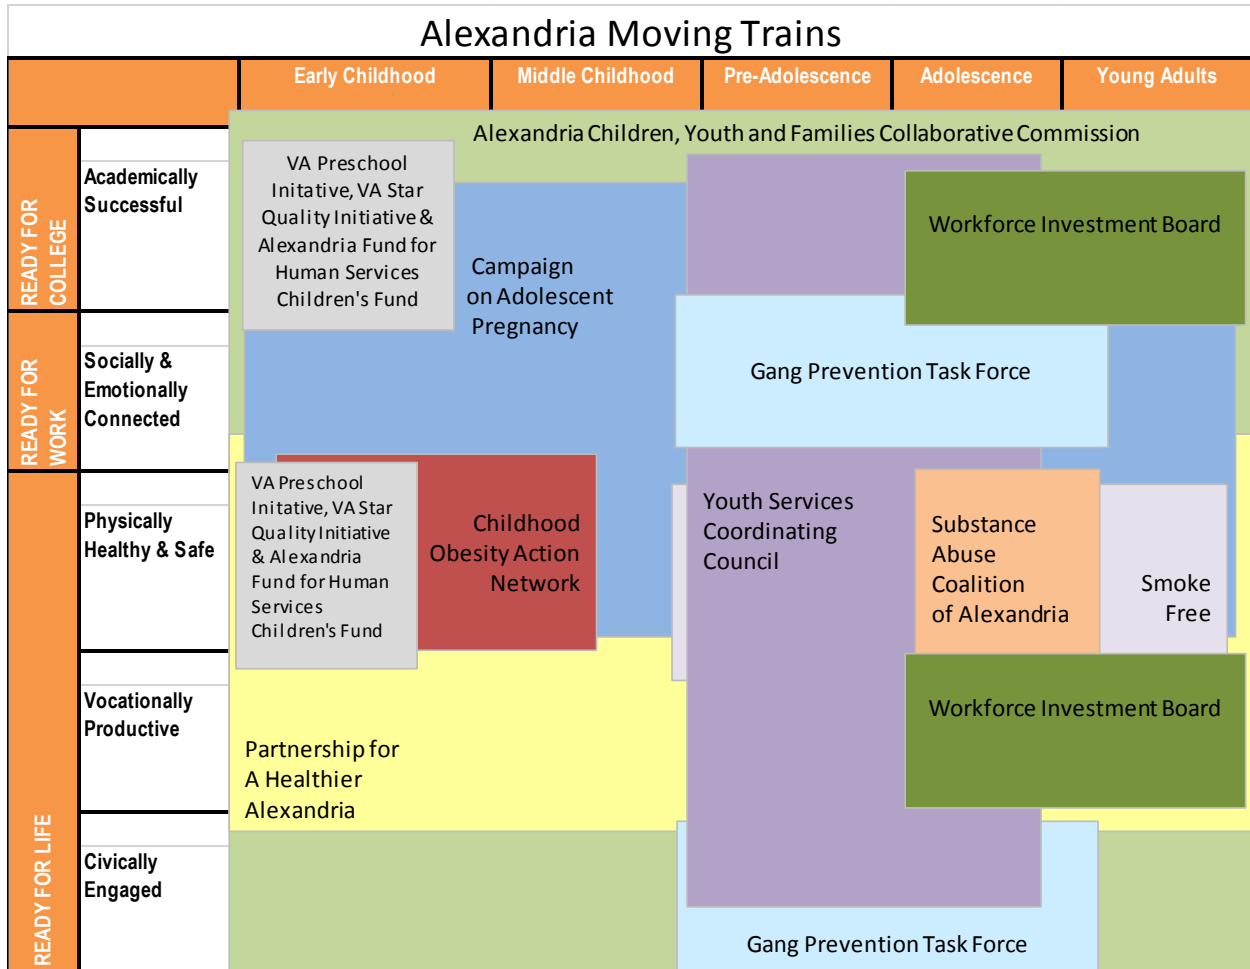 Alexandria Moving Trains
Early Childhood
Middle Childhood
Pre-Adolescence
Adolescence
Young Adults
Alexandria Children, Youth and Families Collaborative Commission
READY FOR
COLLEGE
Academically
Successful
VA Preschool
Initative, VA Star
Quality Initiative &
Alexandria Fund for
Human Services
Children's Fund
Campaign
on Adolescent
Pregnancy
Workforce Investment Board
READY FOR
WORK
Socially &
Emotionally
Connected
Gang Prevention Task Force
READY FOR LIFE
Physically
Healthy & Safe
VA Preschool
Initative, VA Star
Quality Initiative
& Alexandria
Fund for Human
Services
Children's Fund
Childhood
Obesity Action
Network
Youth Services
Coordinating
Council
Substance
Abuse
Coalition
of Alexandria
Smoke
Free
Vocationally
Productive
Partnership for
A Healthier
Alexandria
Workforce Investment Board
Civically
Engaged
Gang Prevention Task Force